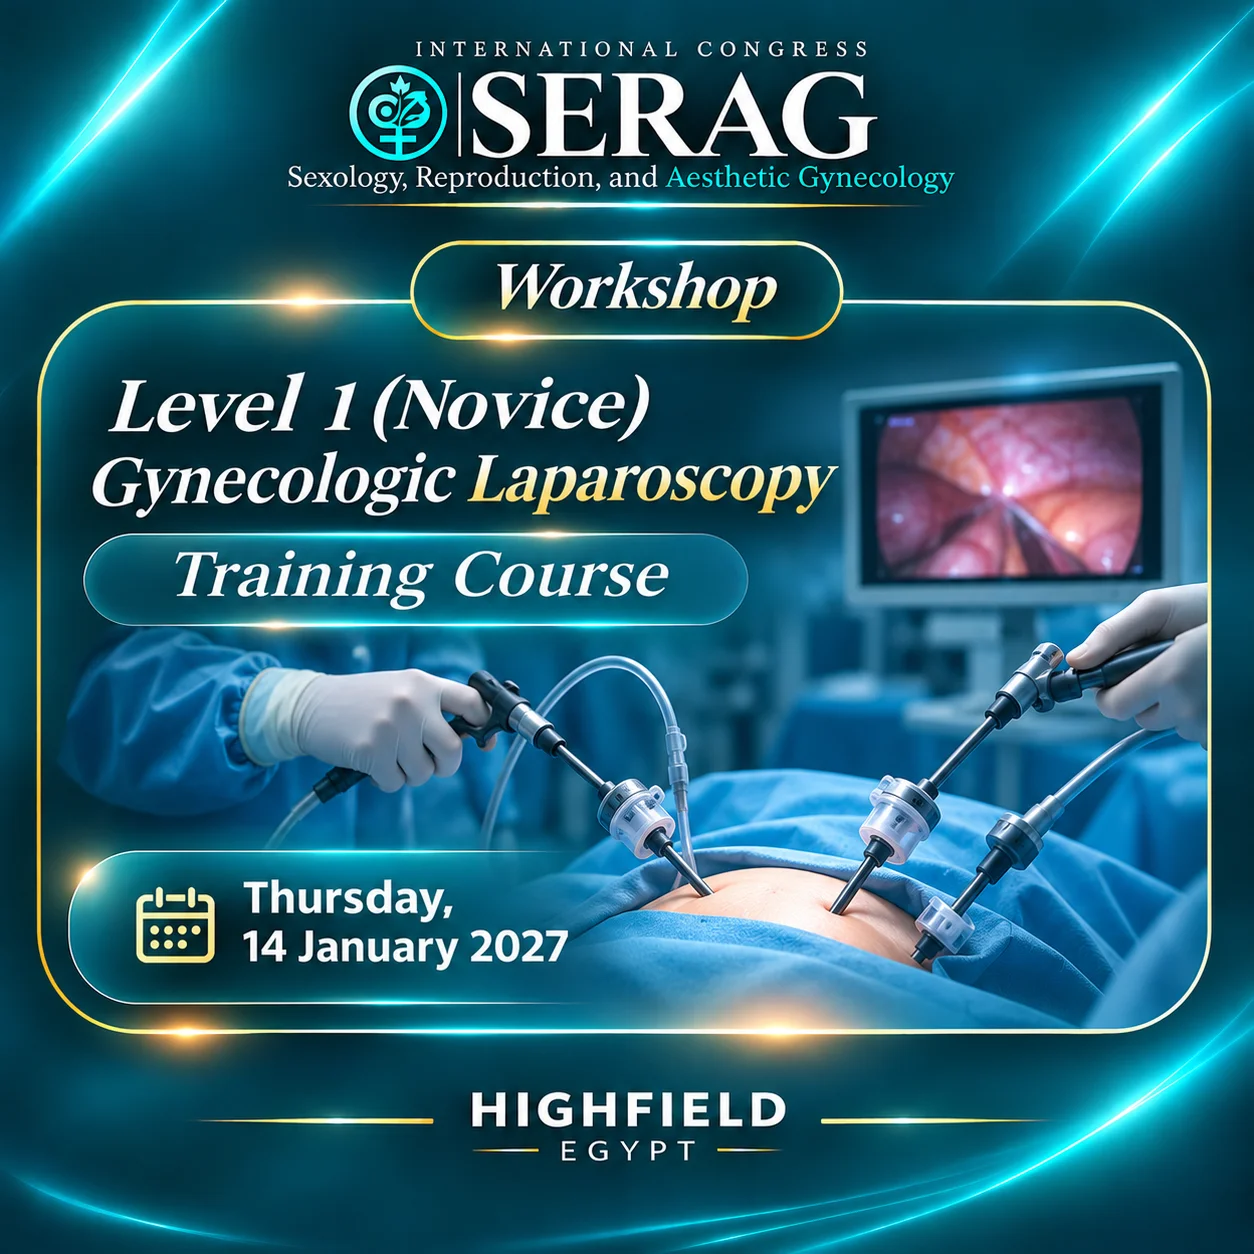 INTERNATIONAL CONGRESS
SERAG
Sexology, Reproduction, and Aesthetic Gynecology
Workshop
Level 1 (Novice)
Gynecologic Laparoscopy
Training Course
Thursday,
14 January 2027
HIGHFIELD
EGYPT